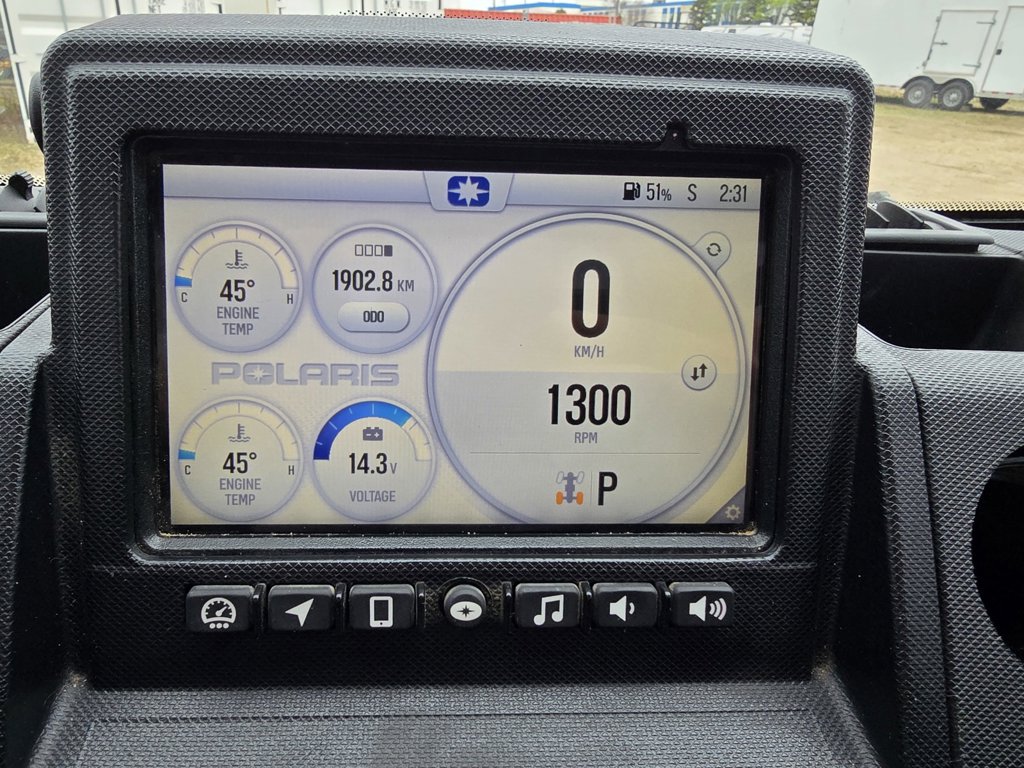 51% S 2:31
45°
C H
ENGINE
TEMP
1902.8 KM
ODO
POLARIS
45°
C H
ENGINE
TEMP
14.3 V
VOLTAGE
0
KM/H
1300
RPM
P